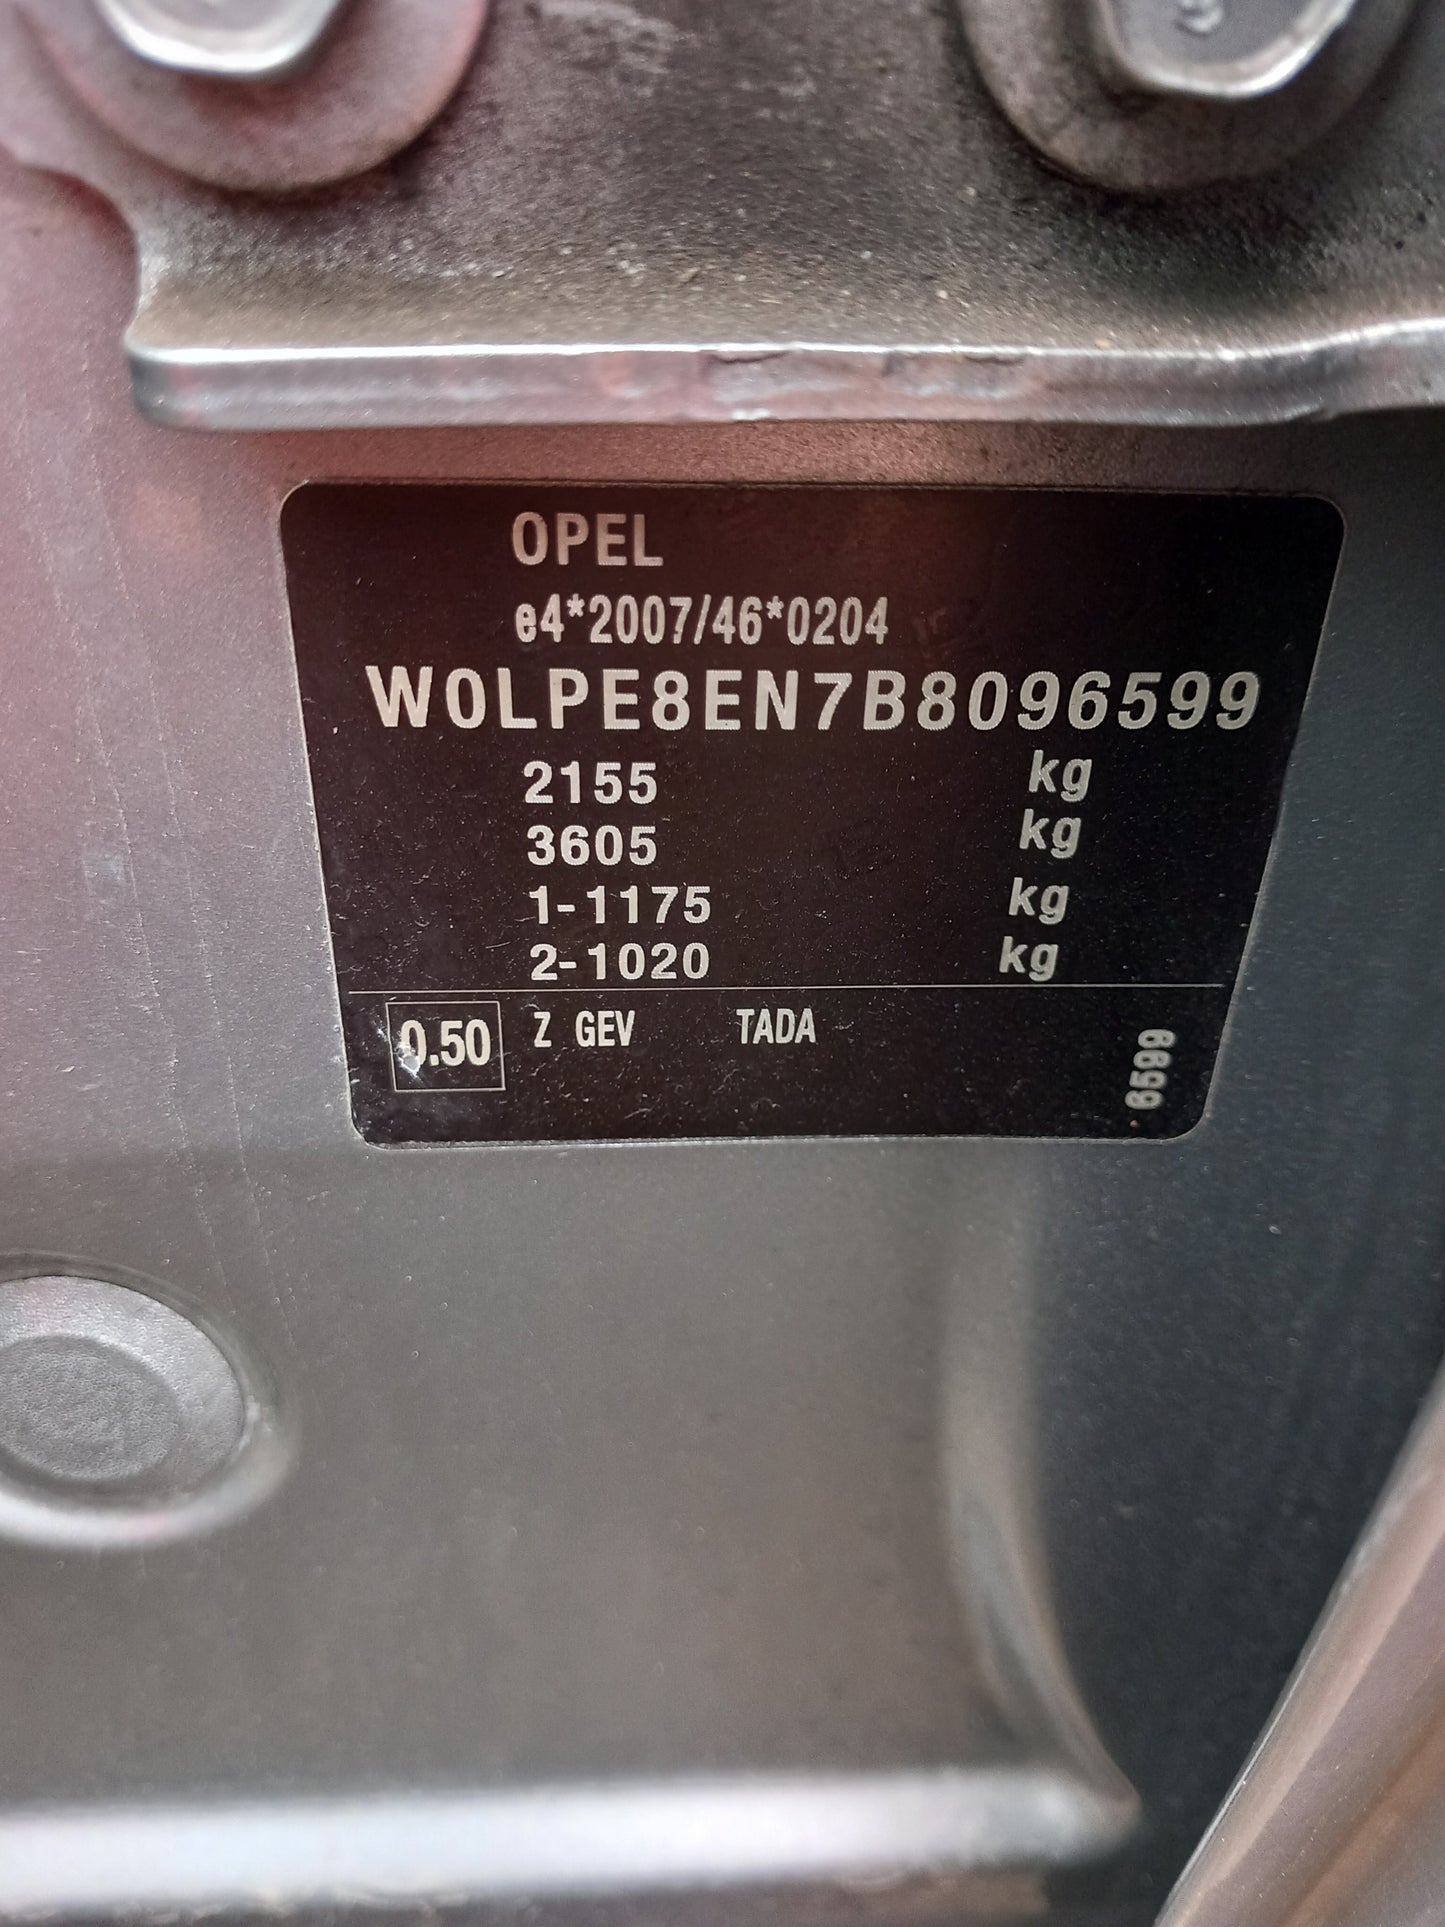 OPEL
e4*2007/46*0204
W0LPE8EN7B8096599
2155 kg
3605 kg
1-1175 kg
2-1020 kg
0.50 Z GEV TADA
6599